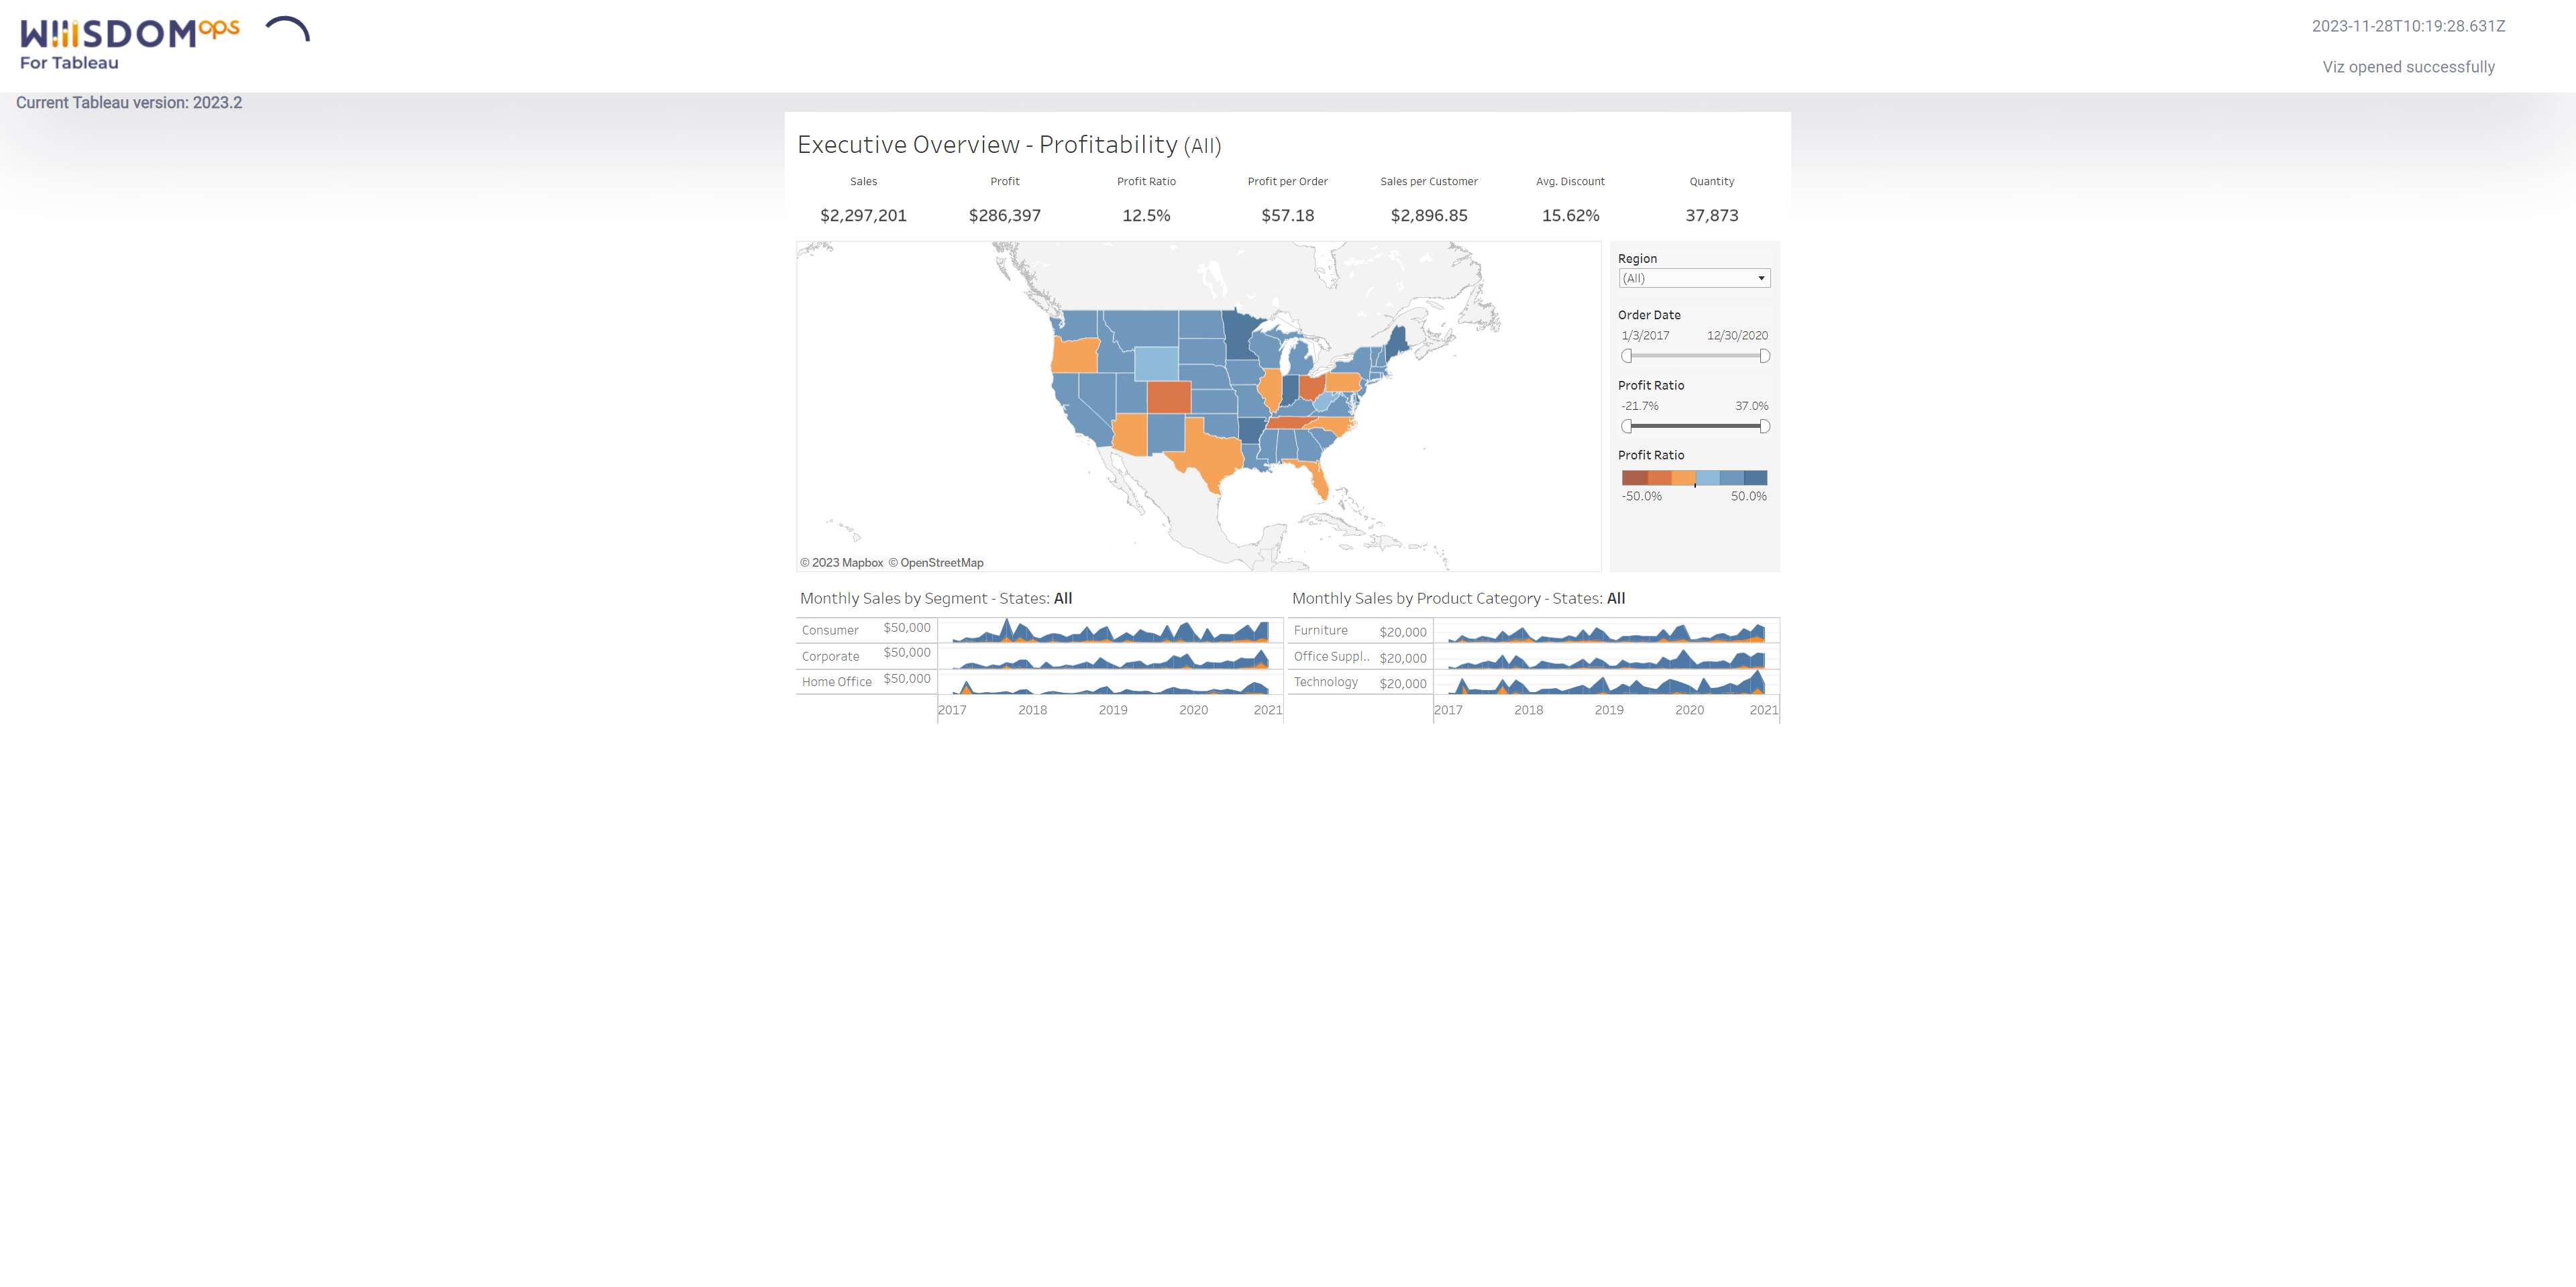 WIIISDOMops
For Tableau
2023-11-28T10:19:28.631Z
Viz opened successfully
Current Tableau version: 2023.2
Executive Overview - Profitability (All)
Sales Profit Profit Ratio Profit per Order Sales per Customer Avg. Discount Quantity
$2,297,201 $286,397 12.5% $57.18 $2,896.85 15.62% 37,873
Region
(All)
Order Date
1/3/2017 12/30/2020
Profit Ratio
-21.7% 37.0%
Profit Ratio
-50.0% 50.0%
© 2023 Mapbox © OpenStreetMap
Monthly Sales by Segment - States: All
Consumer $50,000
Corporate $50,000
Home Office $50,000
2017 2018 2019 2020 2021
Monthly Sales by Product Category - States: All
Furniture $20,000
Office Suppl.. $20,000
Technology $20,000
2017 2018 2019 2020 2021